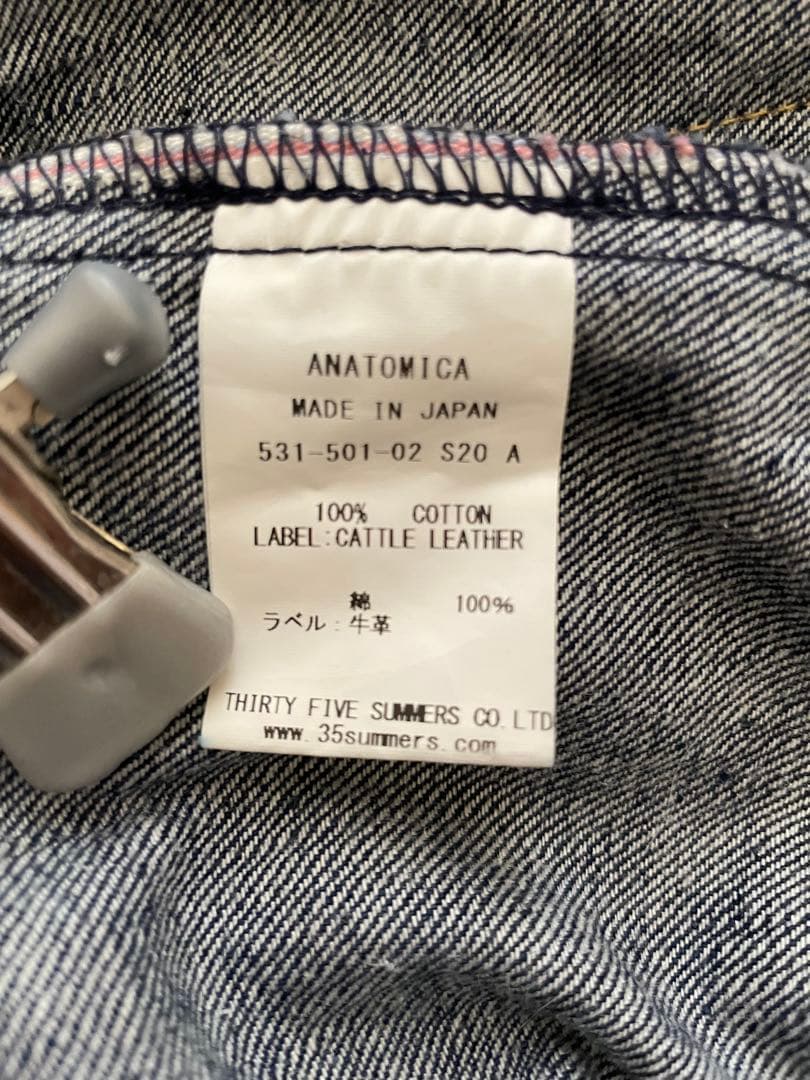 ANATOMICA
MADE IN JAPAN
531-501-02 S20 A
100% COTTON
LABEL:CATTLE LEATHER
綿 100%
ラベル:牛革
THIRTY FIVE SUMMERS CO.LTD
www.35summers.com